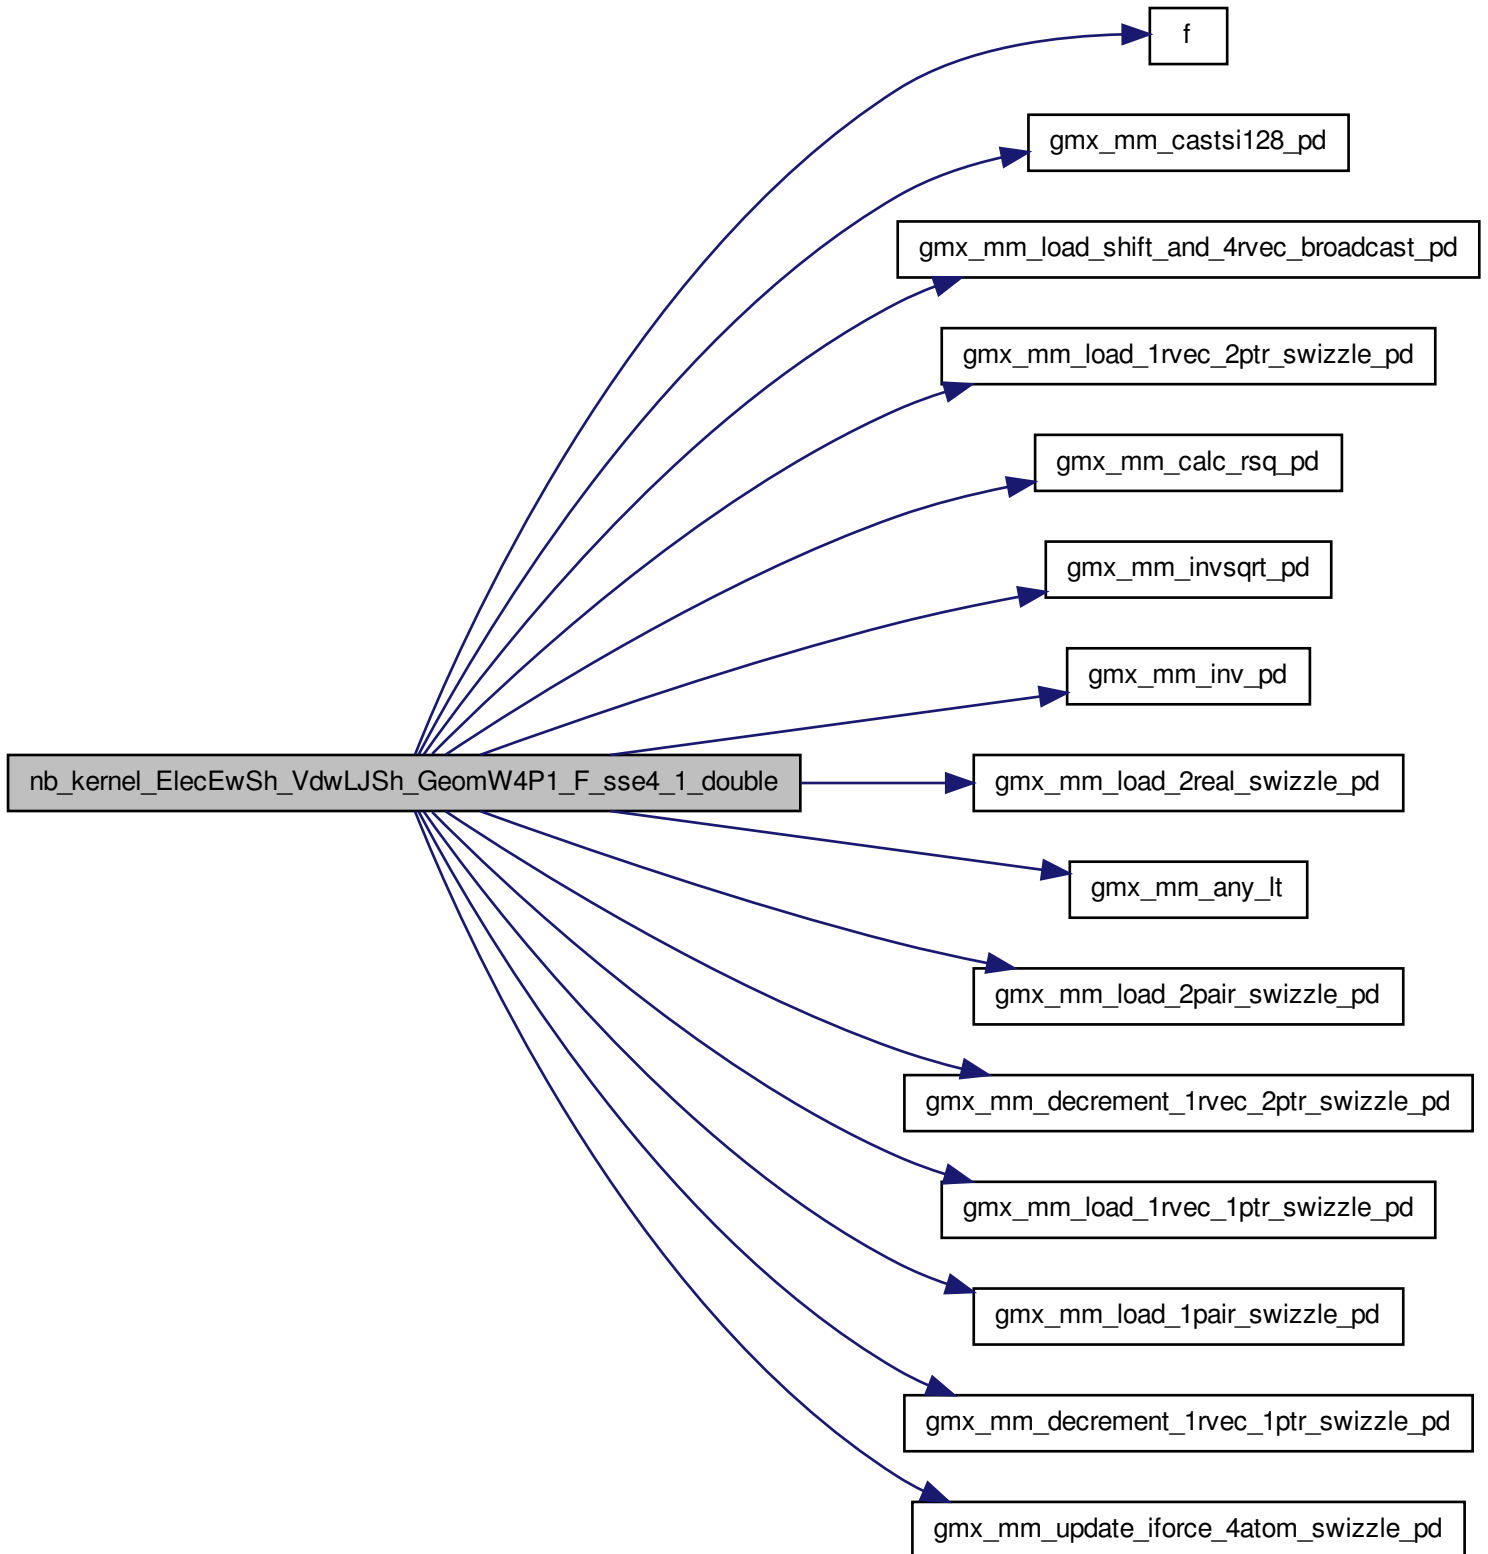 f
gmx_mm_castsi128_pd
gmx_mm_load_shift_and_4rvec_broadcast_pd
gmx_mm_load_1rvec_2ptr_swizzle_pd
gmx_mm_calc_rsq_pd
gmx_mm_invsqrt_pd
gmx_mm_inv_pd
nb_kernel_ElecEwSh_VdwLJSh_GeomW4P1_F_sse4_1_double
gmx_mm_load_2real_swizzle_pd
gmx_mm_any_lt
gmx_mm_load_2pair_swizzle_pd
gmx_mm_decrement_1rvec_2ptr_swizzle_pd
gmx_mm_load_1rvec_1ptr_swizzle_pd
gmx_mm_load_1pair_swizzle_pd
gmx_mm_decrement_1rvec_1ptr_swizzle_pd
gmx_mm_update_iforce_4atom_swizzle_pd